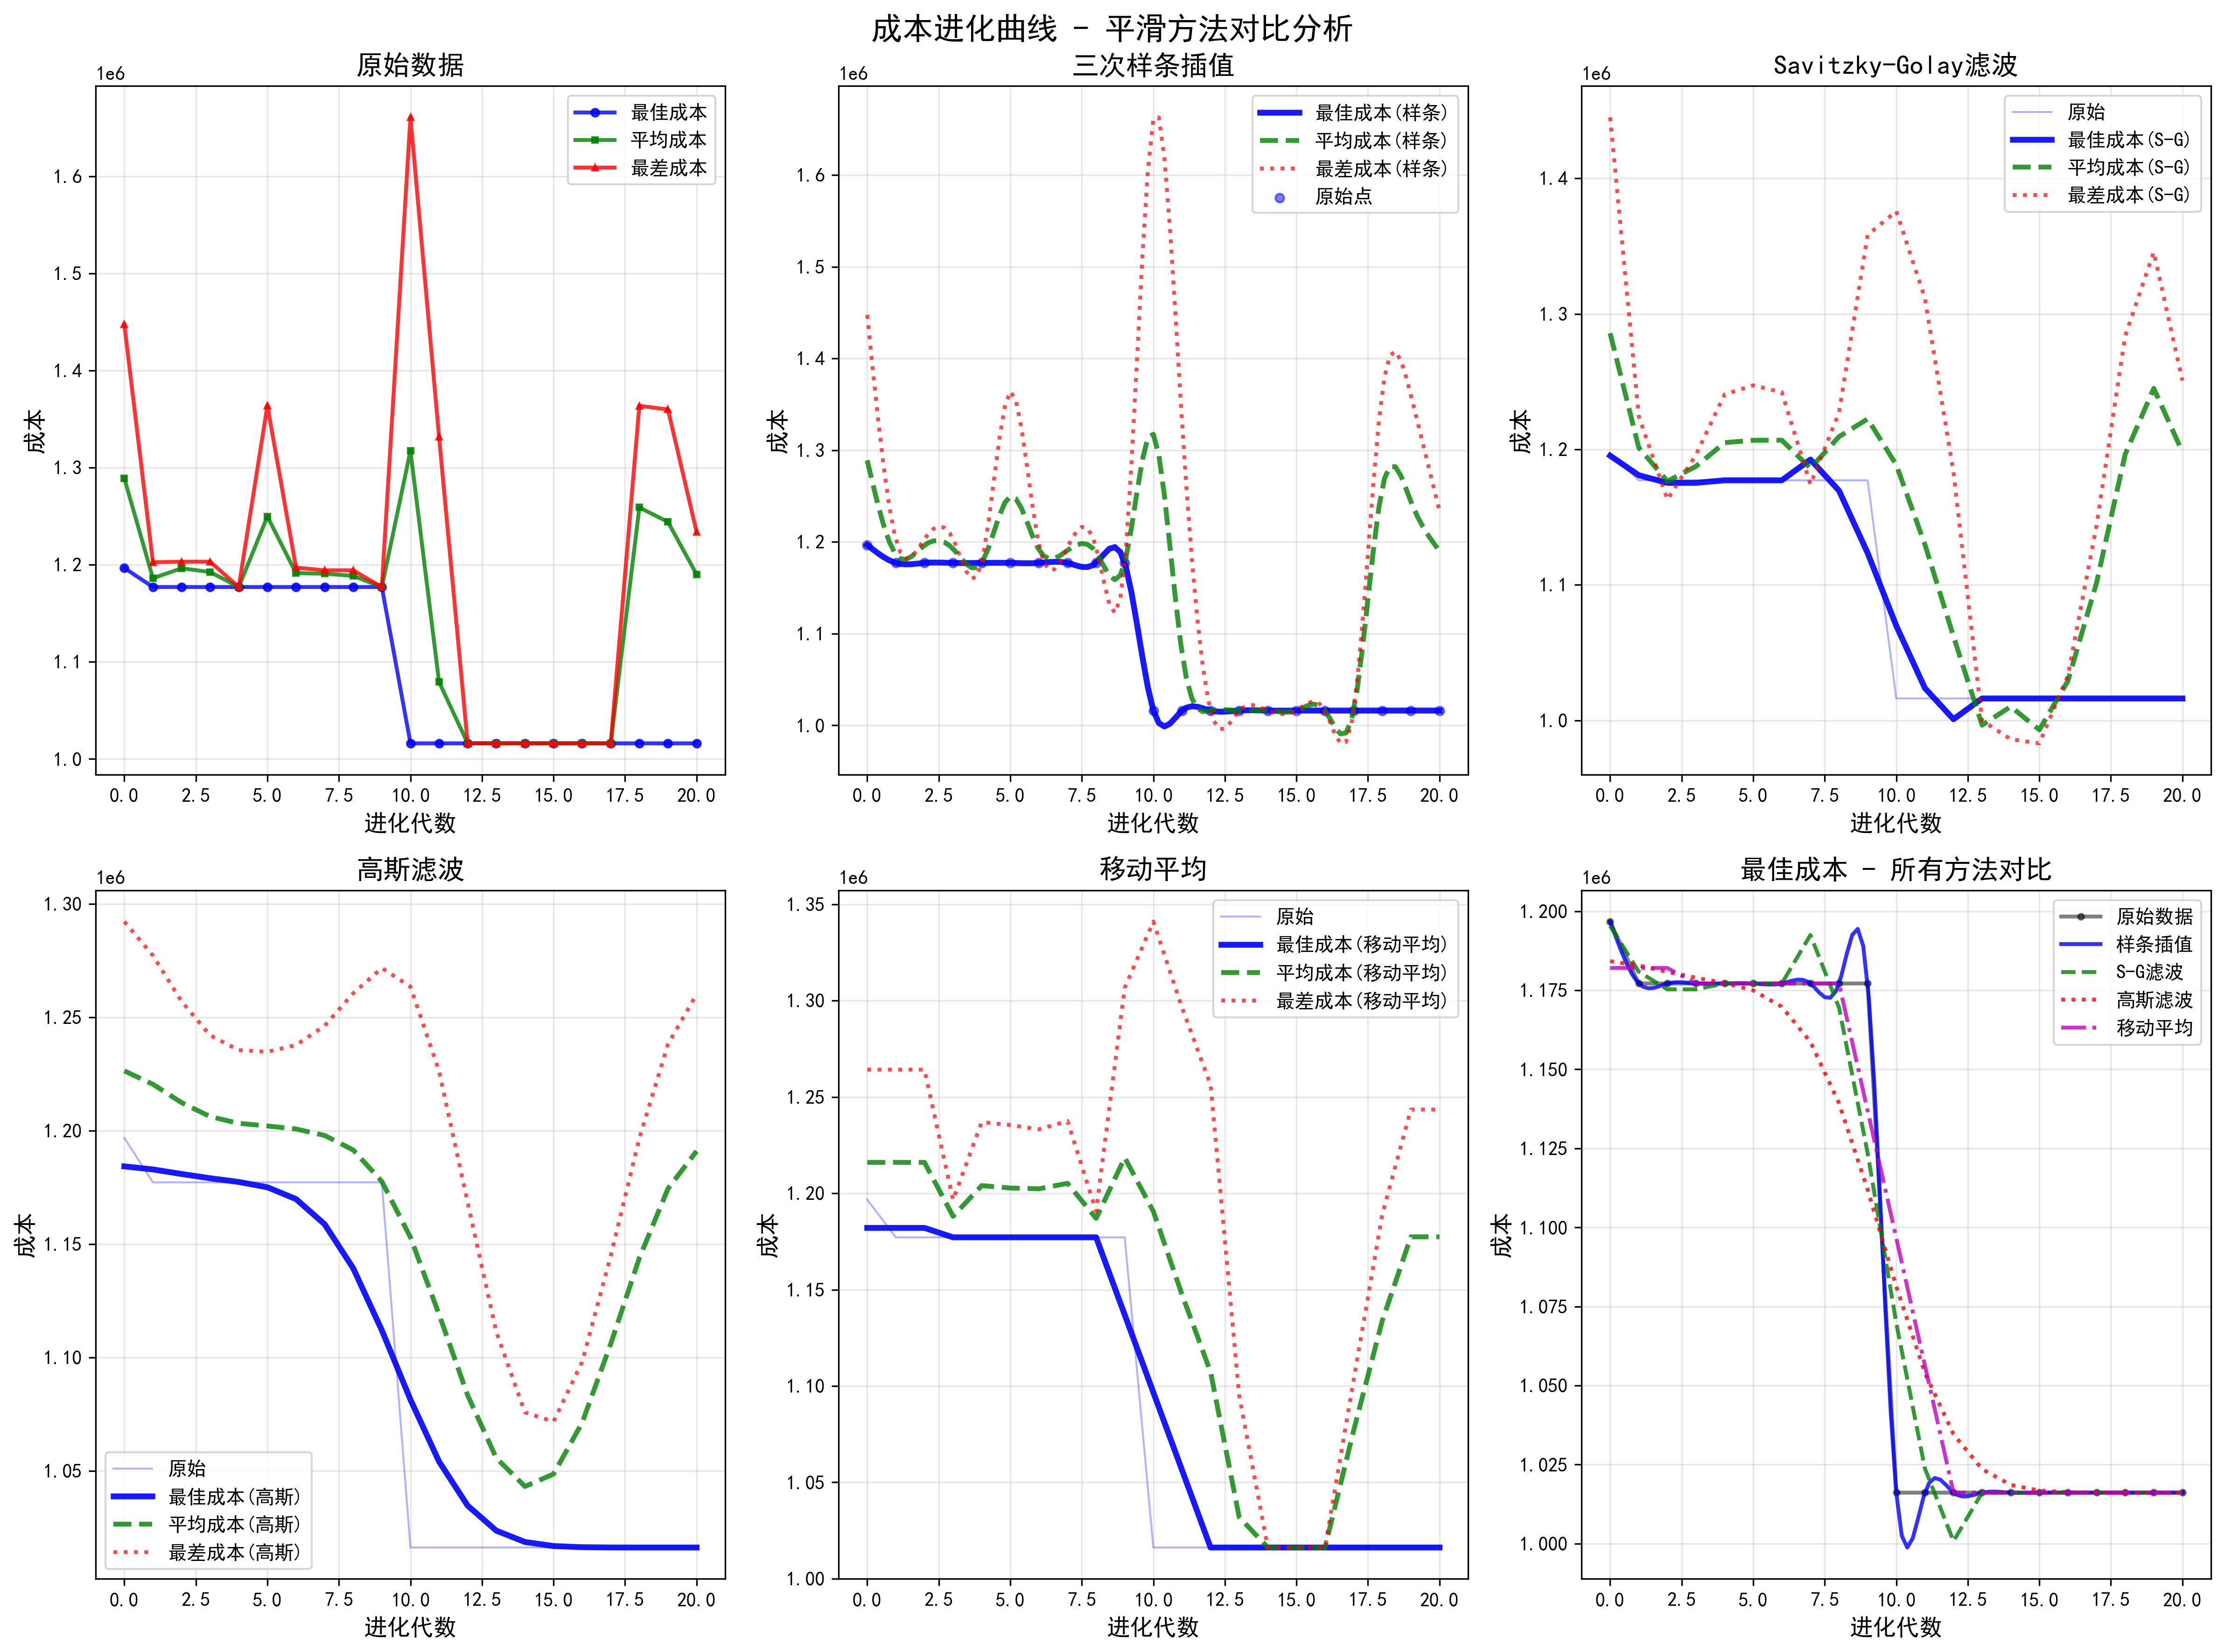 成本进化曲线 - 平滑方法对比分析
原始数据
1e6
最佳成本
平均成本
最差成本
1.6
1.5
1.4
1.3
1.2
1.1
1.0
成本
0.0 2.5 5.0 7.5 10.0 12.5 15.0 17.5 20.0
进化代数
三次样条插值
1e6
最佳成本(样条)
平均成本(样条)
最差成本(样条)
原始点
1.6
1.5
1.4
1.3
1.2
1.1
1.0
成本
0.0 2.5 5.0 7.5 10.0 12.5 15.0 17.5 20.0
进化代数
Savitzky-Golay滤波
1e6
原始
最佳成本(S-G)
平均成本(S-G)
最差成本(S-G)
1.4
1.3
1.2
1.1
1.0
成本
0.0 2.5 5.0 7.5 10.0 12.5 15.0 17.5 20.0
进化代数
高斯滤波
1e6
1.30
1.25
1.20
1.15
1.10
1.05
成本
原始
最佳成本(高斯)
平均成本(高斯)
最差成本(高斯)
0.0 2.5 5.0 7.5 10.0 12.5 15.0 17.5 20.0
进化代数
移动平均
1e6
原始
最佳成本(移动平均)
平均成本(移动平均)
最差成本(移动平均)
1.35
1.30
1.25
1.20
1.15
1.10
1.05
1.00
成本
0.0 2.5 5.0 7.5 10.0 12.5 15.0 17.5 20.0
进化代数
最佳成本 - 所有方法对比
1e6
原始数据
样条插值
S-G滤波
高斯滤波
移动平均
1.200
1.175
1.150
1.125
1.100
1.075
1.050
1.025
1.000
成本
0.0 2.5 5.0 7.5 10.0 12.5 15.0 17.5 20.0
进化代数